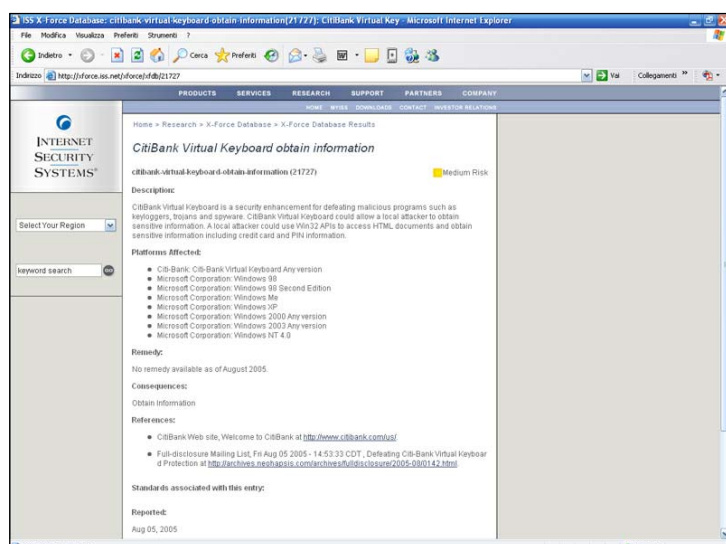 ISS X-Force Database: citibank-virtual-keyboard-obtain-information(21727): CitiBank Virtual Key - Microsoft Internet Explorer
File Modifica Visualizza Preferiti Strumenti ?
Indietro Cerca Preferiti
Indirizzo http://xforce.iss.net/xforce/xfdb/21727 Vai Collegamenti »
PRODUCTS SERVICES RESEARCH SUPPORT PARTNERS COMPANY
HOME MYISS DOWNLOADS CONTACT INVESTOR RELATIONS
INTERNET
SECURITY
SYSTEMS®
Select Your Region
keyword search GO
Home » Research » X-Force Database » X-Force Database Results
CitiBank Virtual Keyboard obtain information
citibank-virtual-keyboard-obtain-information (21727) Medium Risk
Description:
CitiBank Virtual Keyboard is a security enhancement for defeating malicious programs such as
keyloggers, trojans and spyware. CitiBank Virtual Keyboard could allow a local attacker to obtain
sensitive information. A local attacker could use Win32 APIs to access HTML documents and obtain
sensitive information including credit card and PIN information.
Platforms Affected:
Citi-Bank: Citi-Bank Virtual Keyboard Any version
Microsoft Corporation: Windows 98
Microsoft Corporation: Windows 98 Second Edition
Microsoft Corporation: Windows Me
Microsoft Corporation: Windows XP
Microsoft Corporation: Windows 2000 Any version
Microsoft Corporation: Windows 2003 Any version
Microsoft Corporation: Windows NT 4.0
Remedy:
No remedy available as of August 2005.
Consequences:
Obtain Information
References:
CitiBank Web site, Welcome to CitiBank at http://www.citibank.com/us/.
Full-disclosure Mailing List, Fri Aug 05 2005 - 14:53:33 CDT , Defeating Citi-Bank Virtual Keyboar
d Protection at http://archives.neohapsis.com/archives/fulldisclosure/2005-08/0142.html.
Standards associated with this entry:
Reported:
Aug 05, 2005